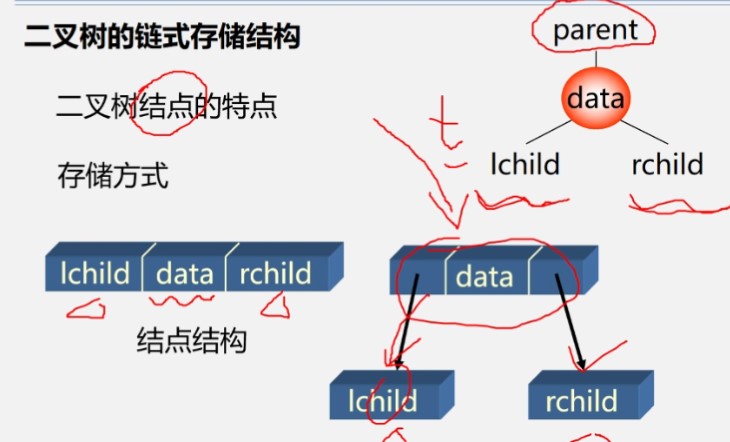 二叉树的链式存储结构
parent
二叉树结点的特点
data
存储方式
lchild
rchild
lchild data rchild
data
结点结构
lchild
rchild
t